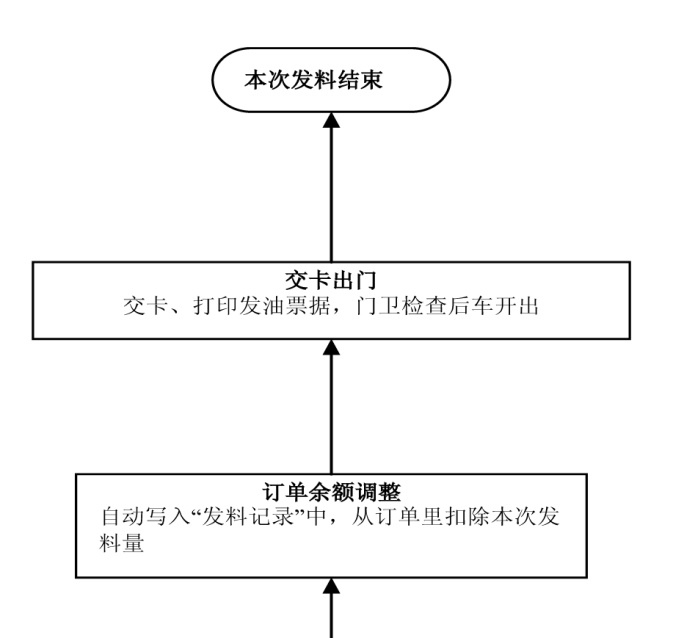 本次发料结束
交卡出门
交卡、打印发油票据，门卫检查后车开出
订单余额调整
自动写入“发料记录”中，从订单里扣除本次发
料量